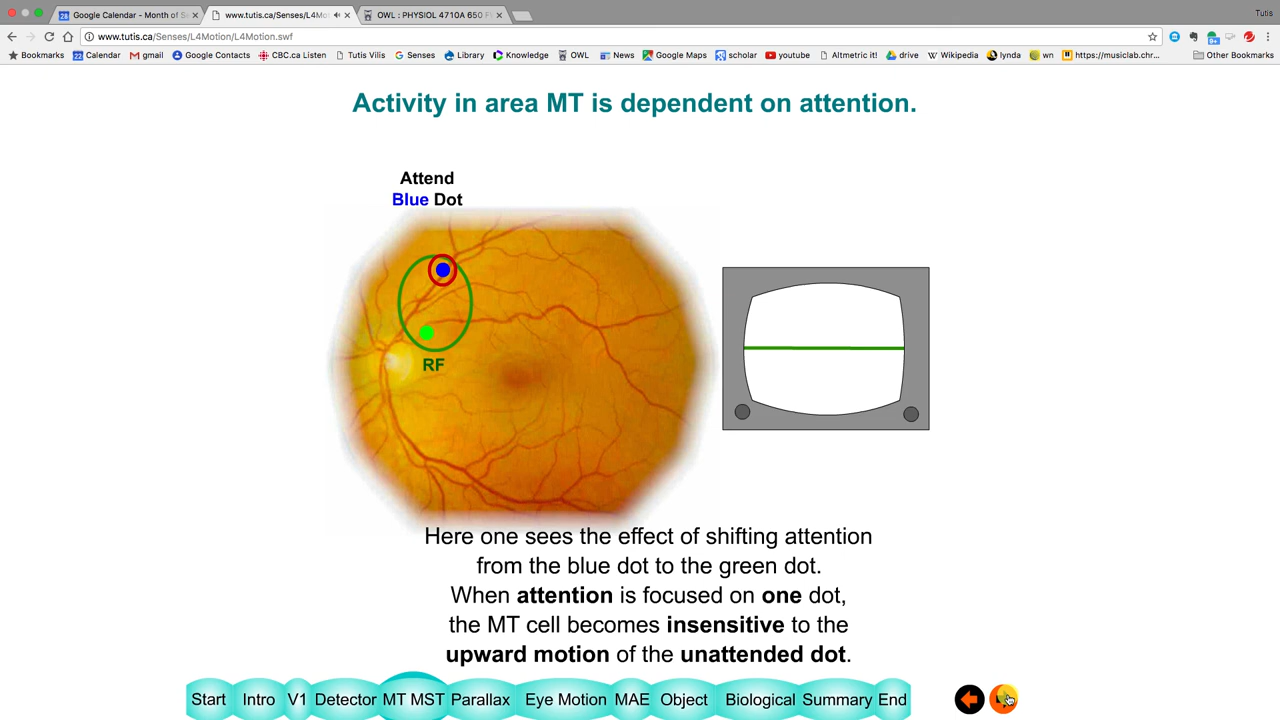 Google Calendar - Month of S
www.tutis.ca/Senses/L4Mo
OWL : PHYSIOL 4710A 650 F
Tutis
www.tutis.ca/Senses/L4Motion/L4Motion.swf
Bookmarks Calendar gmail Google Contacts CBC.ca Listen Tutis Vilis Senses Library Knowledge OWL News Google Maps scholar youtube Altmetric it! drive Wikipedia lynda wn https://musiclab.chr... Other Bookmarks
Activity in area MT is dependent on attention.
Attend
Blue Dot
RF
Here one sees the effect of shifting attention
from the blue dot to the green dot.
When attention is focused on one dot,
the MT cell becomes insensitive to the
upward motion of the unattended dot.
Start Intro V1 Detector MT MST Parallax Eye Motion MAE Object Biological Summary End